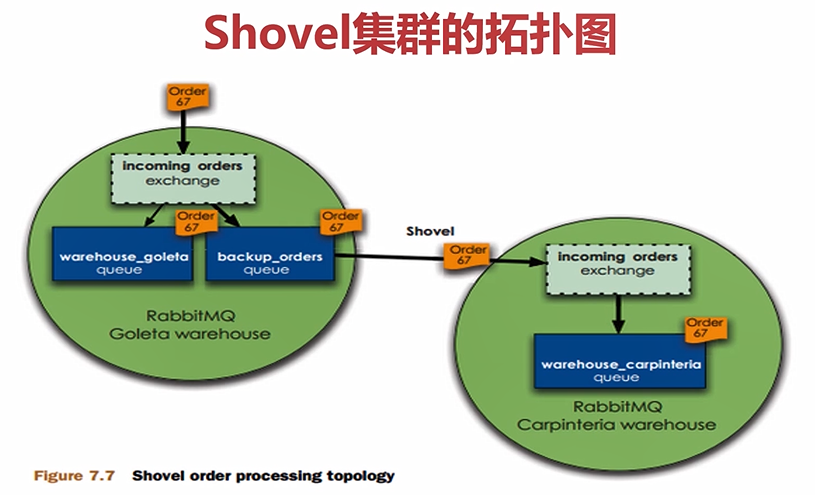 Shovel集群的拓扑图
Order
67
incoming orders
exchange
Order
67
Order
67
warehouse_goleta
queue
backup_orders
queue
RabbitMQ
Goleta warehouse
Shovel
Order
67
incoming orders
exchange
Order
67
warehouse_carpinteria
queue
RabbitMQ
Carpinteria warehouse
Figure 7.7 Shovel order processing topology